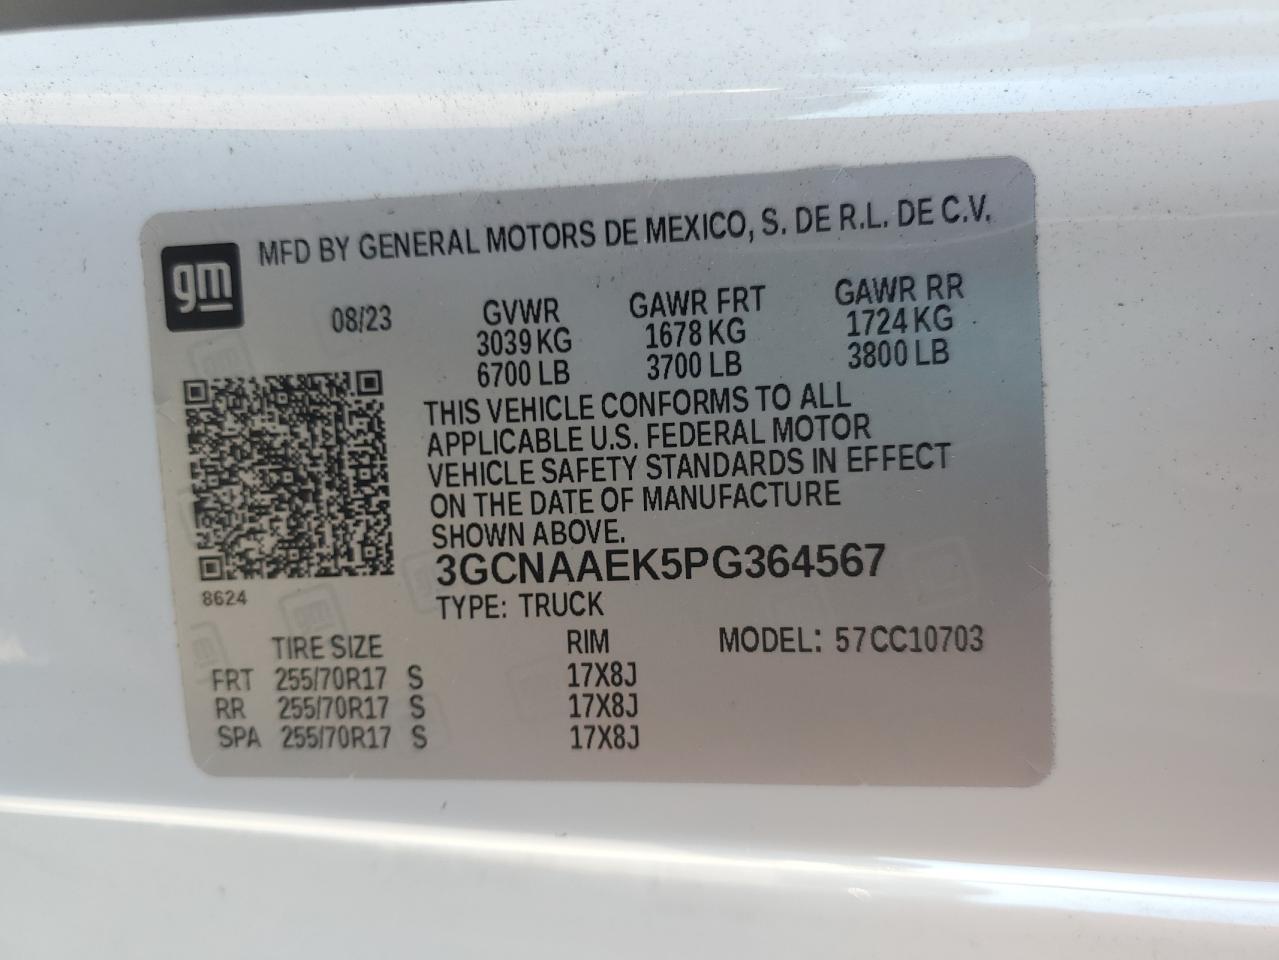 gm
MFD BY GENERAL MOTORS DE MEXICO, S. DE R.L. DE C.V.
08/23 GVWR GAWR FRT GAWR RR
3039 KG 1678 KG 1724 KG
6700 LB 3700 LB 3800 LB
THIS VEHICLE CONFORMS TO ALL
APPLICABLE U.S. FEDERAL MOTOR
VEHICLE SAFETY STANDARDS IN EFFECT
ON THE DATE OF MANUFACTURE
SHOWN ABOVE.
3GCNAAEK5PG364567
8624
TYPE: TRUCK
TIRE SIZE RIM MODEL: 57CC10703
FRT 255/70R17 S 17X8J
RR 255/70R17 S 17X8J
SPA 255/70R17 S 17X8J